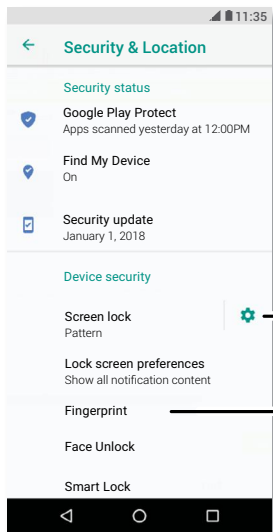 11:35
Security & Location
Security status
Google Play Protect
Apps scanned yesterday at 12:00PM
Find My Device
On
Security update
January 1, 2018
Device security
Screen lock
Pattern
Lock screen preferences
Show all notification content
Fingerprint
Face Unlock
Smart Lock